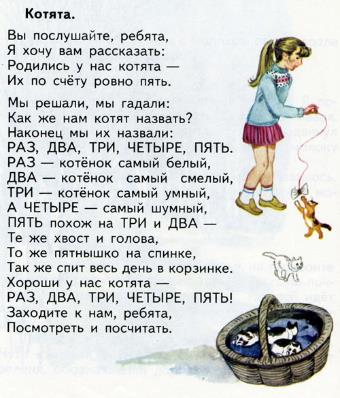 Котята.
Вы послушайте, ребята,
Я хочу вам рассказать:
Родились у нас котята —
Их по счёту ровно пять.
Мы решали, мы гадали:
Как же нам котят назвать?
Наконец мы их назвали:
РАЗ, ДВА, ТРИ, ЧЕТЫРЕ, ПЯТЬ.
РАЗ — котёнок самый белый,
ДВА — котёнок самый смелый,
ТРИ — котёнок самый умный,
А ЧЕТЫРЕ — самый шумный,
ПЯТЬ похож на ТРИ и ДВА —
Те же хвост и голова,
То же пятнышко на спинке,
Так же спит весь день в корзинке.
Хороши у нас котята —
РАЗ, ДВА, ТРИ, ЧЕТЫРЕ, ПЯТЬ!
Заходите к нам, ребята,
Посмотреть и посчитать.